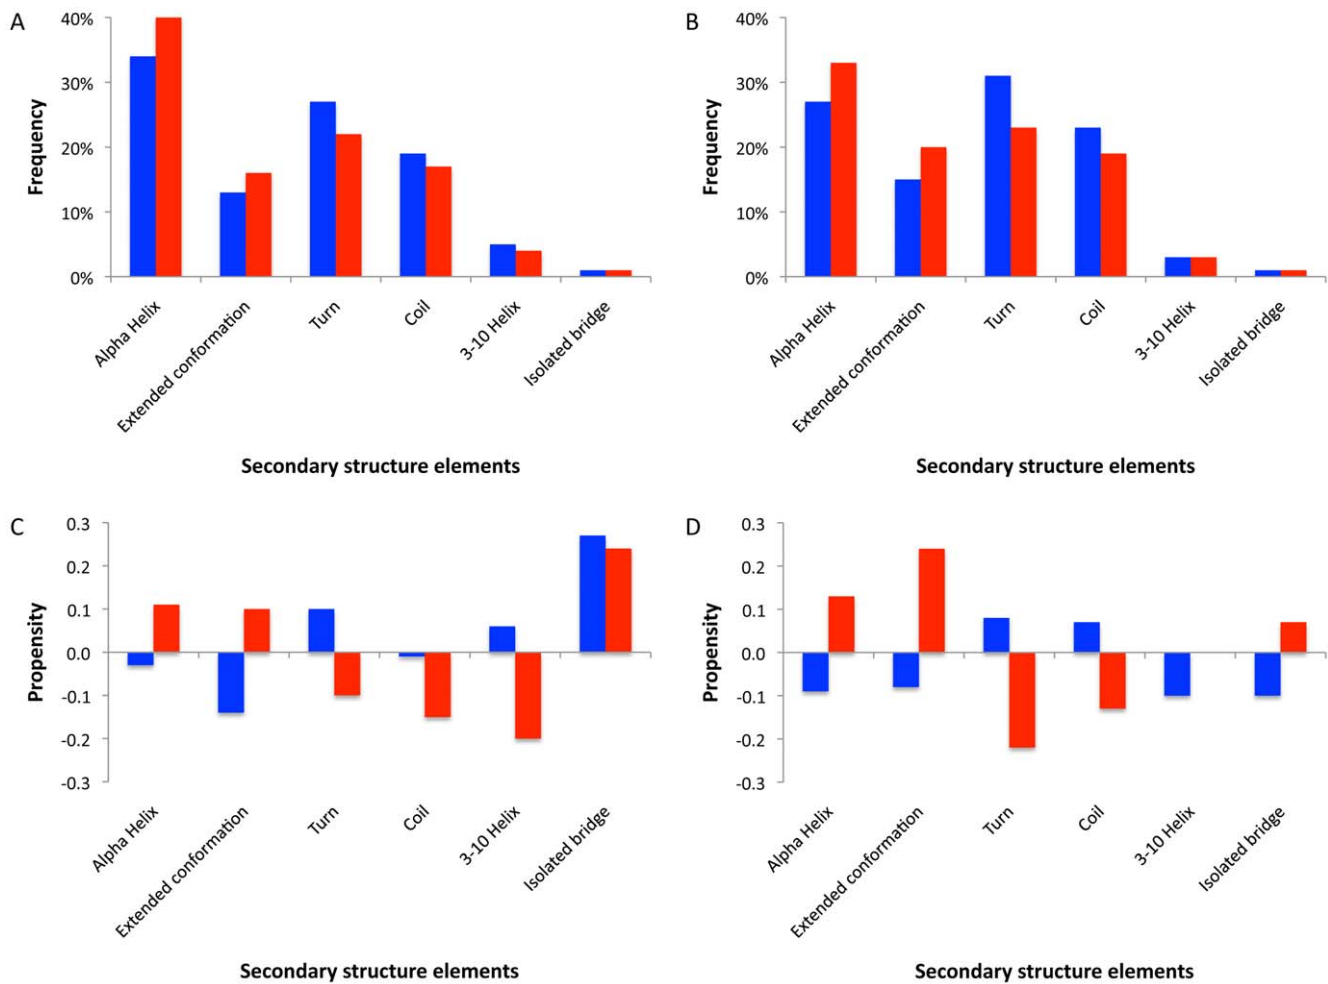 A
40%
30%
20%
10%
0%
Frequency
Alpha Helix
Extended conformation
Turn
Coil
3-10 Helix
Isolated bridge
Secondary structure elements
B
40%
30%
20%
10%
0%
Frequency
Alpha Helix
Extended conformation
Turn
Coil
3-10 Helix
Isolated bridge
Secondary structure elements
C
0.3
0.2
0.1
0.0
-0.1
-0.2
-0.3
Propensity
Alpha Helix
Extended conformation
Turn
Coil
3-10 Helix
Isolated bridge
Secondary structure elements
D
0.3
0.2
0.1
0.0
-0.1
-0.2
-0.3
Propensity
Alpha Helix
Extended conformation
Turn
Coil
3-10 Helix
Isolated bridge
Secondary structure elements